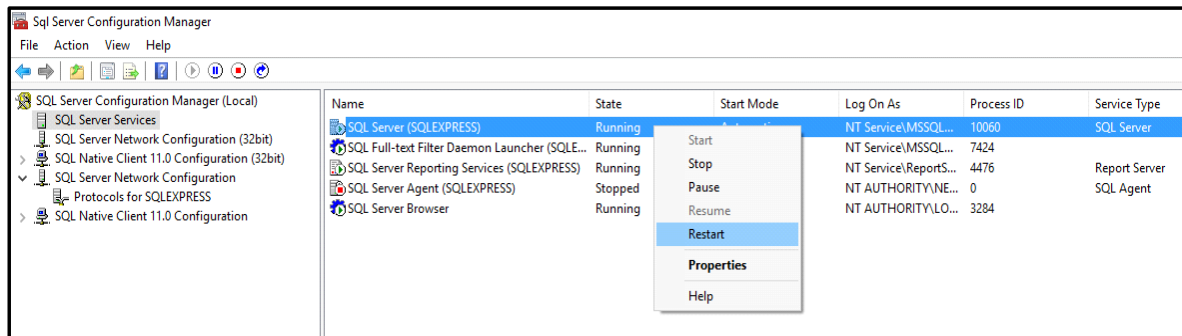 Sql Server Configuration Manager
File Action View Help
SQL Server Configuration Manager (Local)
SQL Server Services
SQL Server Network Configuration (32bit)
SQL Native Client 11.0 Configuration (32bit)
SQL Server Network Configuration
Protocols for SQLEXPRESS
SQL Native Client 11.0 Configuration
Name State Start Mode Log On As Process ID Service Type
SQL Server (SQLEXPRESS) Running NT Service\MSSQL... 10060 SQL Server
SQL Full-text Filter Daemon Launcher (SQLE... Running NT Service\MSSQL... 7424
SQL Server Reporting Services (SQLEXPRESS) Running NT Service\ReportS... 4476 Report Server
SQL Server Agent (SQLEXPRESS) Stopped NT AUTHORITY\NE... 0 SQL Agent
SQL Server Browser Running NT AUTHORITY\LO... 3284
Start
Stop
Pause
Resume
Restart
Properties
Help